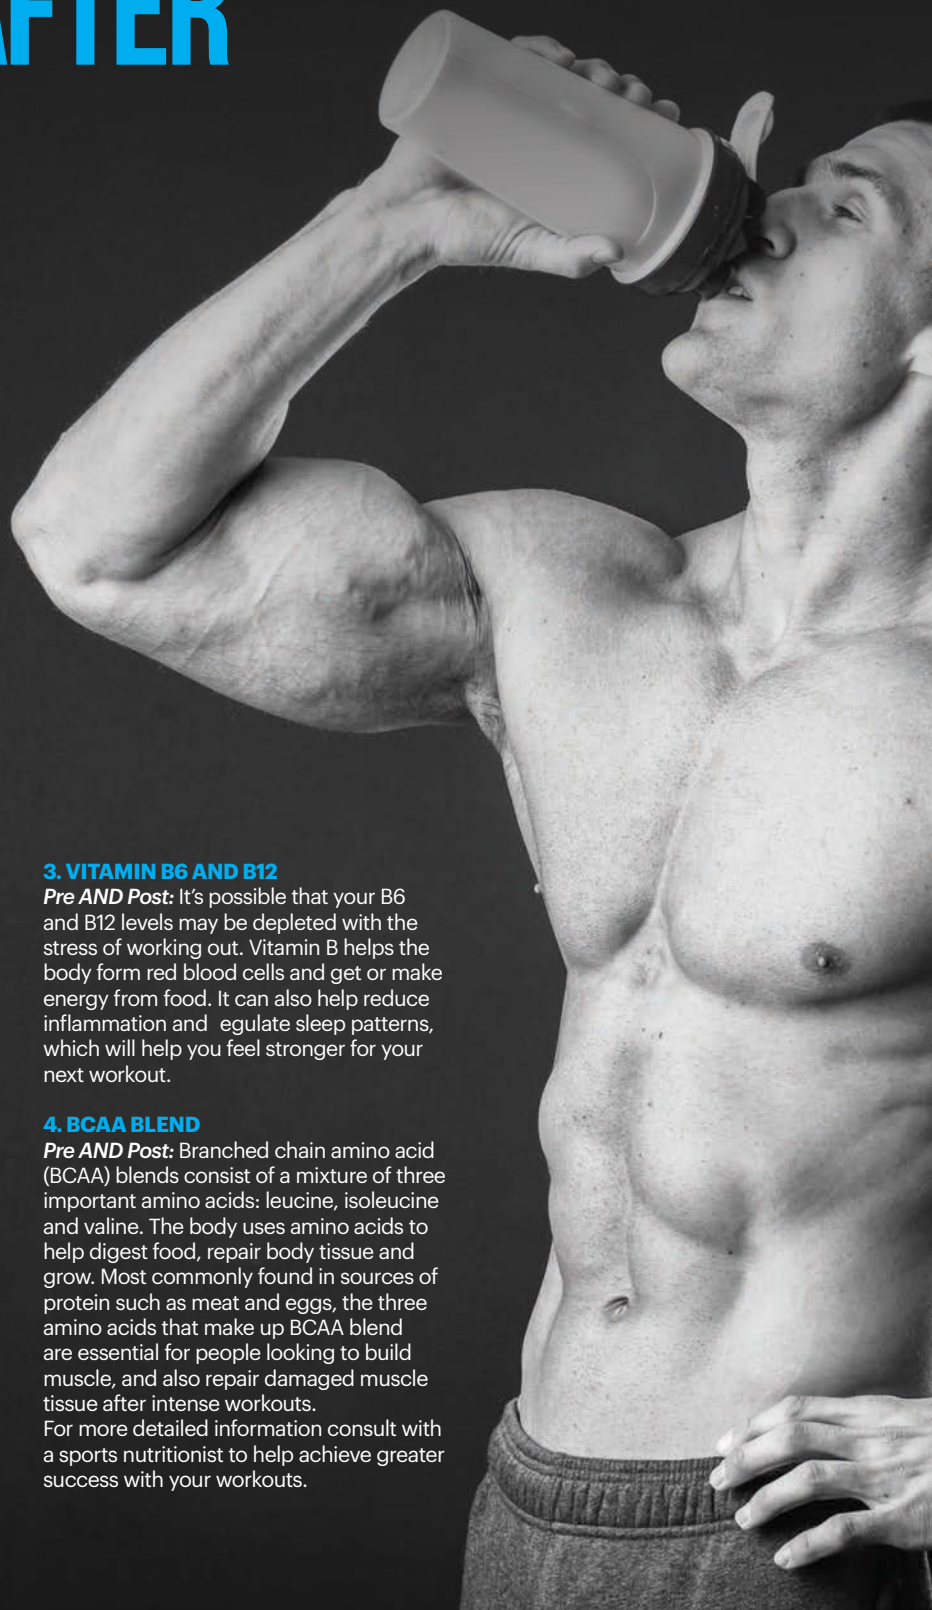 AFTER
3. VITAMIN B6 AND B12
Pre AND Post: It’s possible that your B6
and B12 levels may be depleted with the
stress of working out. Vitamin B helps the
body form red blood cells and get or make
energy from food. It can also help reduce
inflammation and  egulate sleep patterns,
which will help you feel stronger for your
next workout.
4. BCAA BLEND
Pre AND Post: Branched chain amino acid
(BCAA) blends consist of a mixture of three
important amino acids: leucine, isoleucine
and valine. The body uses amino acids to
help digest food, repair body tissue and
grow. Most commonly found in sources of
protein such as meat and eggs, the three
amino acids that make up BCAA blend
are essential for people looking to build
muscle, and also repair damaged muscle
tissue after intense workouts.
For more detailed information consult with
a sports nutritionist to help achieve greater
success with your workouts.